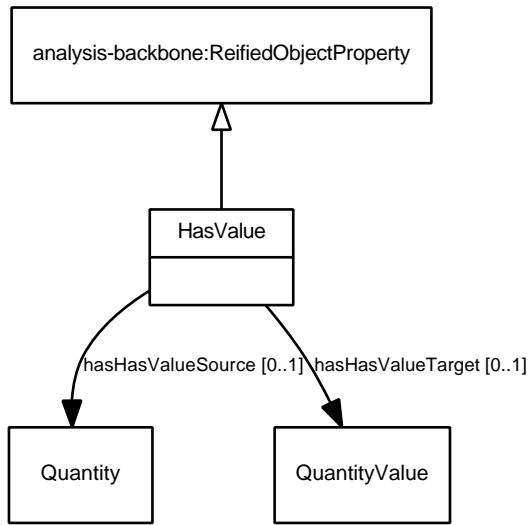 analysis-backbone:ReifiedObjectProperty
HasValue
hasHasValueSource [0..1]
hasHasValueTarget [0..1]
Quantity
QuantityValue